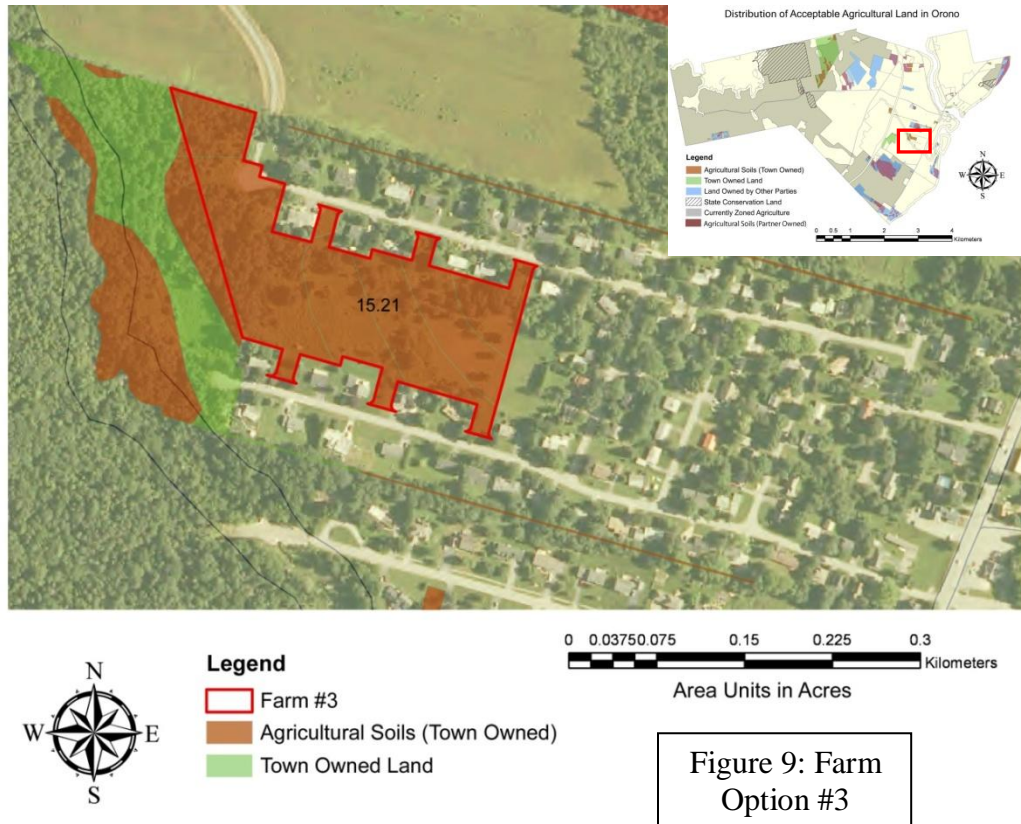 Distribution of Acceptable Agricultural Land in Orono
Legend
Agricultural Soils (Town Owned)
Town Owned Land
Land Owned by Other Parties
State Conservation Land
Currently Zoned Agriculture
Agricultural Soils (Partner Owned)
N
W E
S
0 0.5 1 2 3 4
Kilometers
15.21
N
W E
S
Legend
Farm #3
Agricultural Soils (Town Owned)
Town Owned Land
0 0.0375 0.075 0.15 0.225 0.3
Kilometers
Area Units in Acres
Figure 9: Farm
Option #3